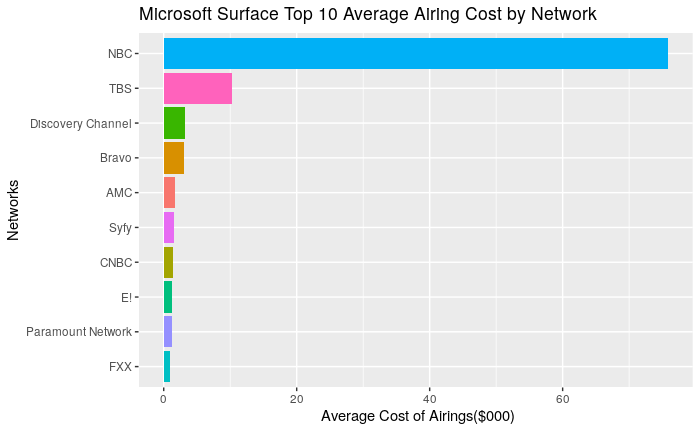 Microsoft Surface Top 10 Average Airing Cost by Network
NBC
TBS
Discovery Channel
Bravo
AMC
Syfy
CNBC
E!
Paramount Network
FXX
Networks
0 20 40 60
Average Cost of Airings($000)